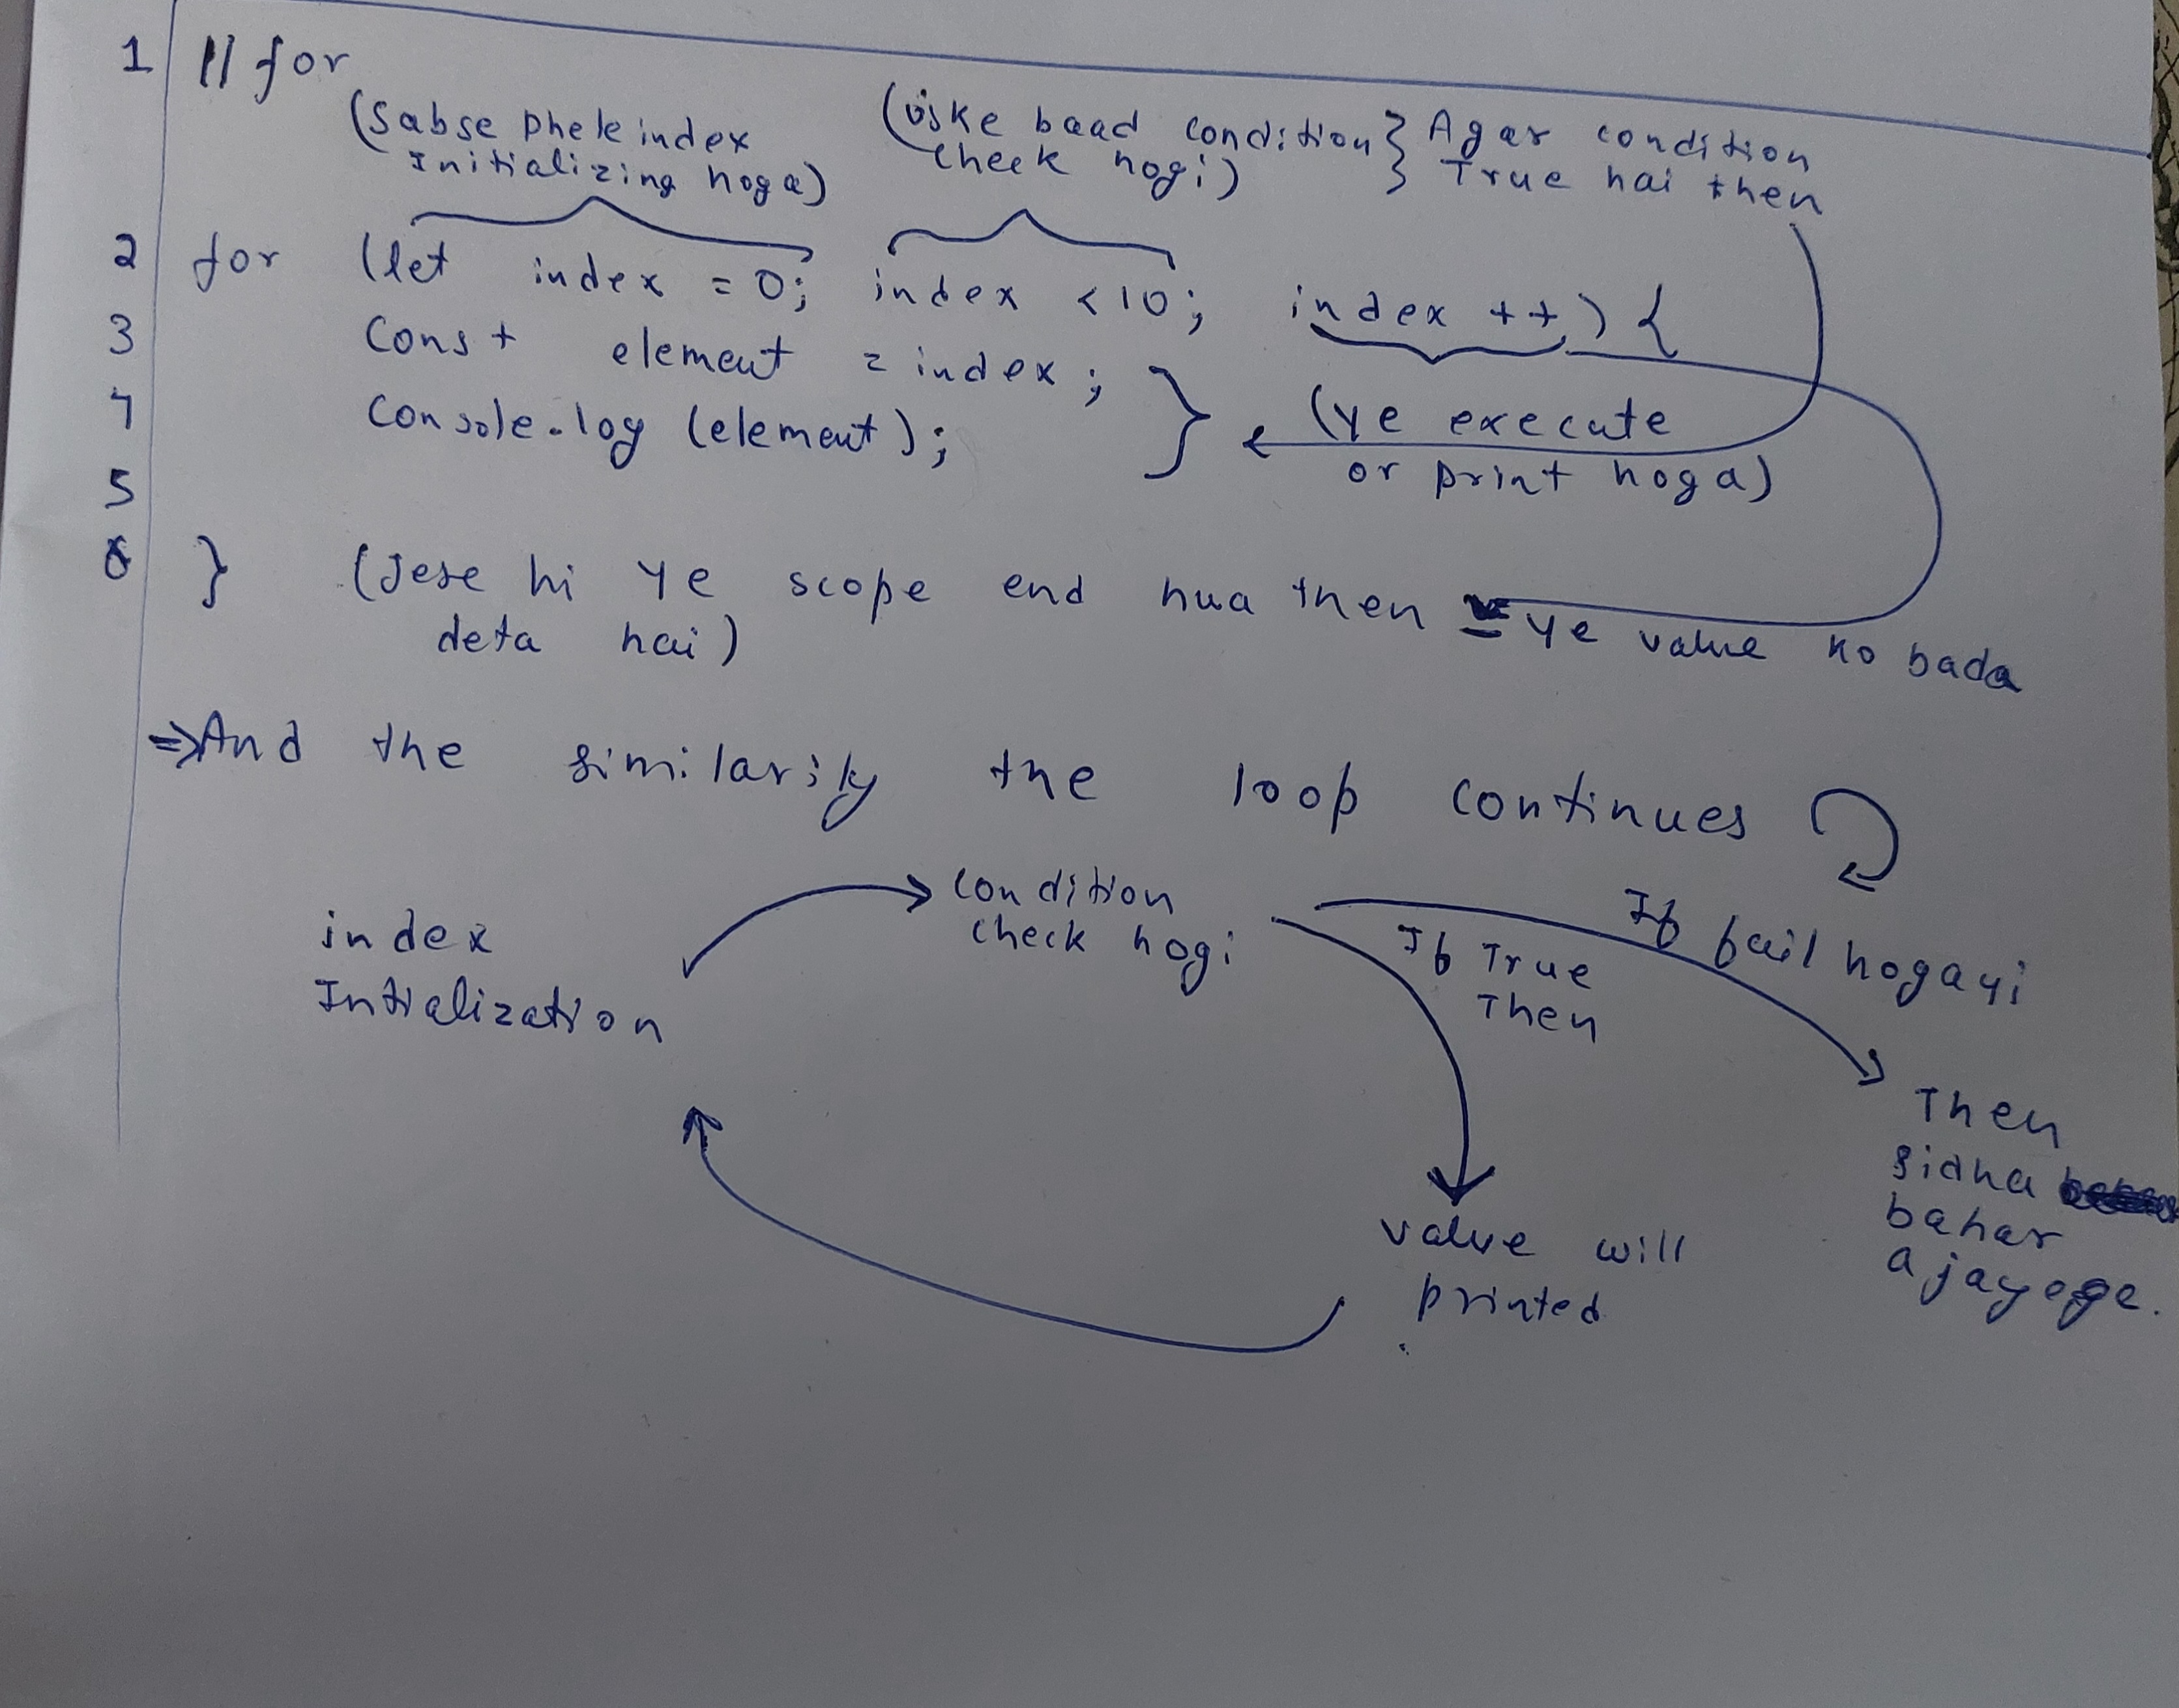 1 // for
(Sabse phele index
Initializing hoga)
(uske baad condition
check hogi)
} Agar condition
True hai then
2 for (let index = 0; index < 10; index ++) {
3 Const element = index;
4 Console.log (element);
(ye execute
or print hoga)
5
6 } (Jese hi ye scope end hua then ye value ko bada
deta hai)
⇒ And the similarily the loop continues
index
Intialization
condition
check hogi
If True
Then
If fail hogayi
Then
sidha
bahar
ajayege.
value will
printed